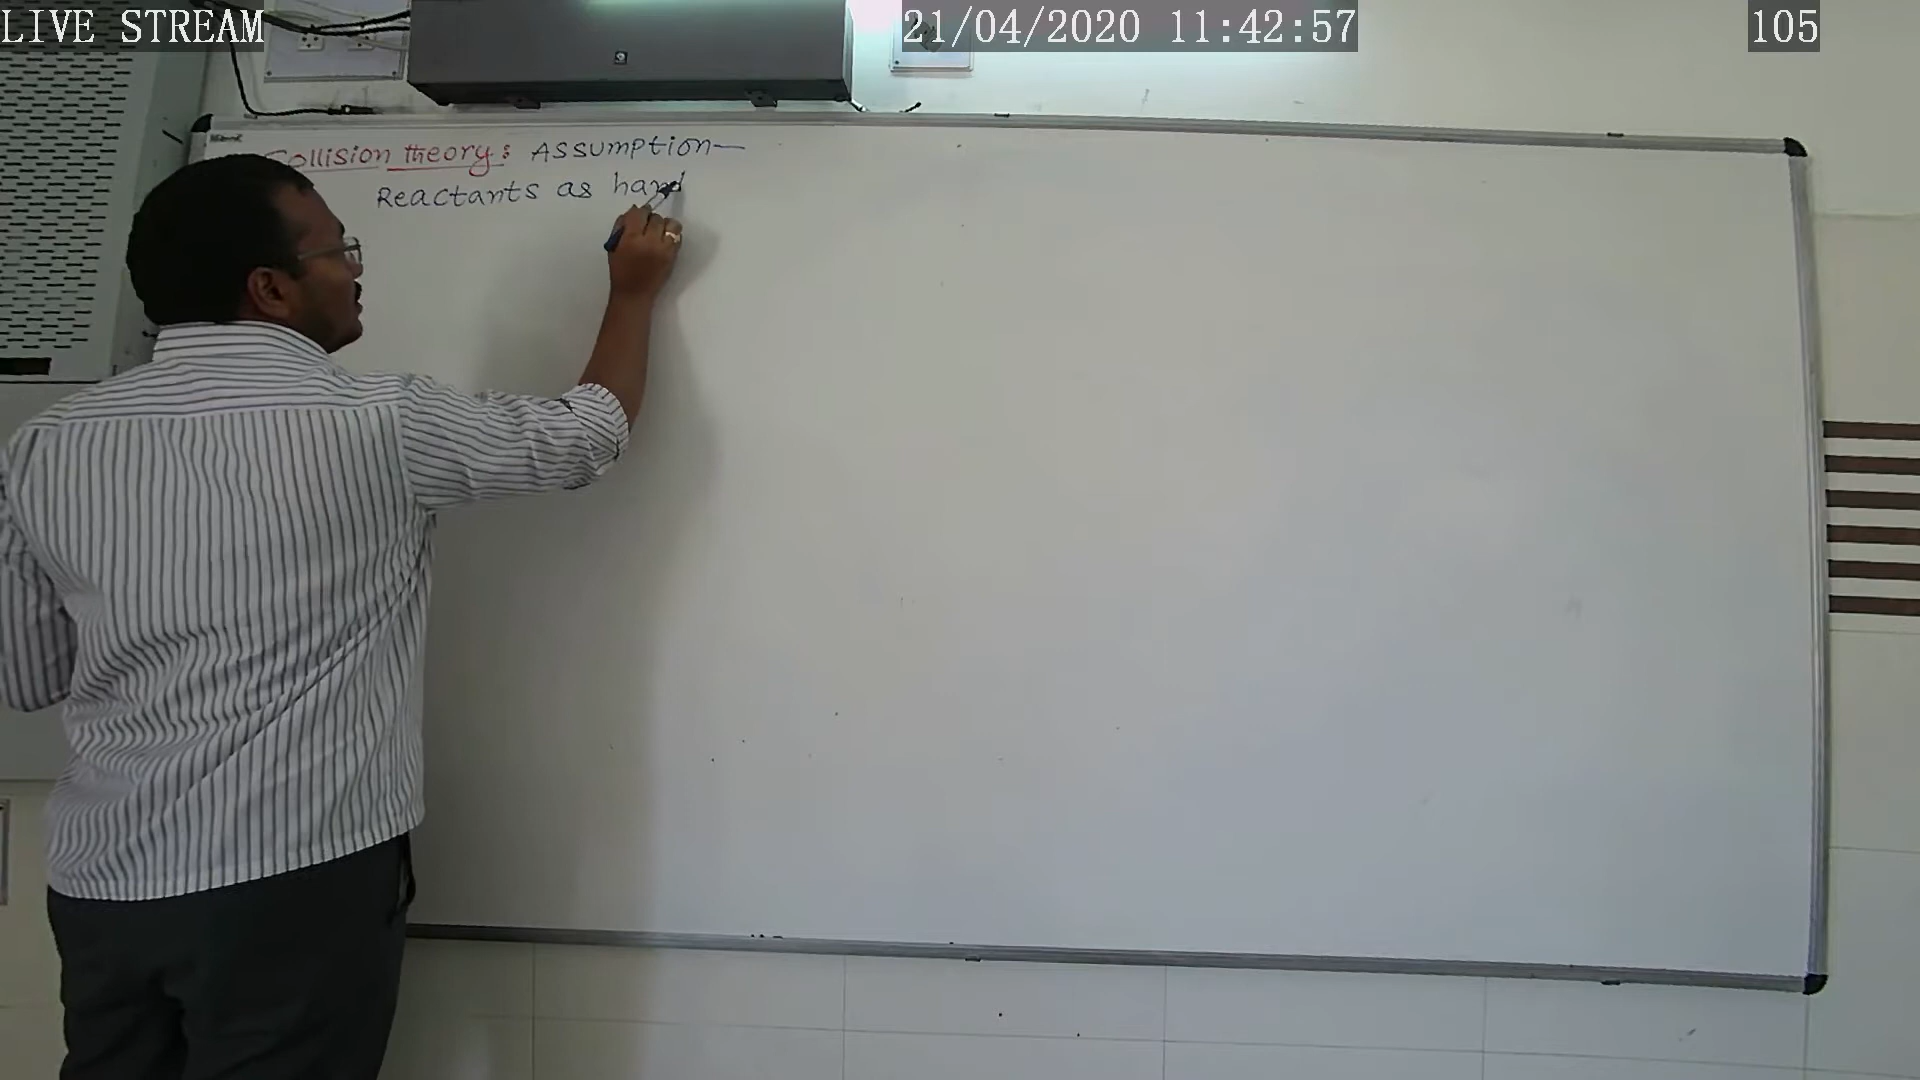 LIVE STREAM
21/04/2020 11:42:57
105
Collision theory: Assumption—
Reactants as hard